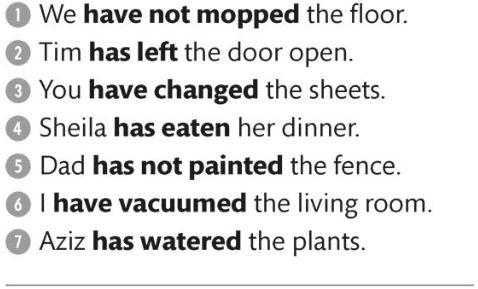 1 We have not mopped the floor.
2 Tim has left the door open.
3 You have changed the sheets.
4 Sheila has eaten her dinner.
5 Dad has not painted the fence.
6 I have vacuumed the living room.
7 Aziz has watered the plants.